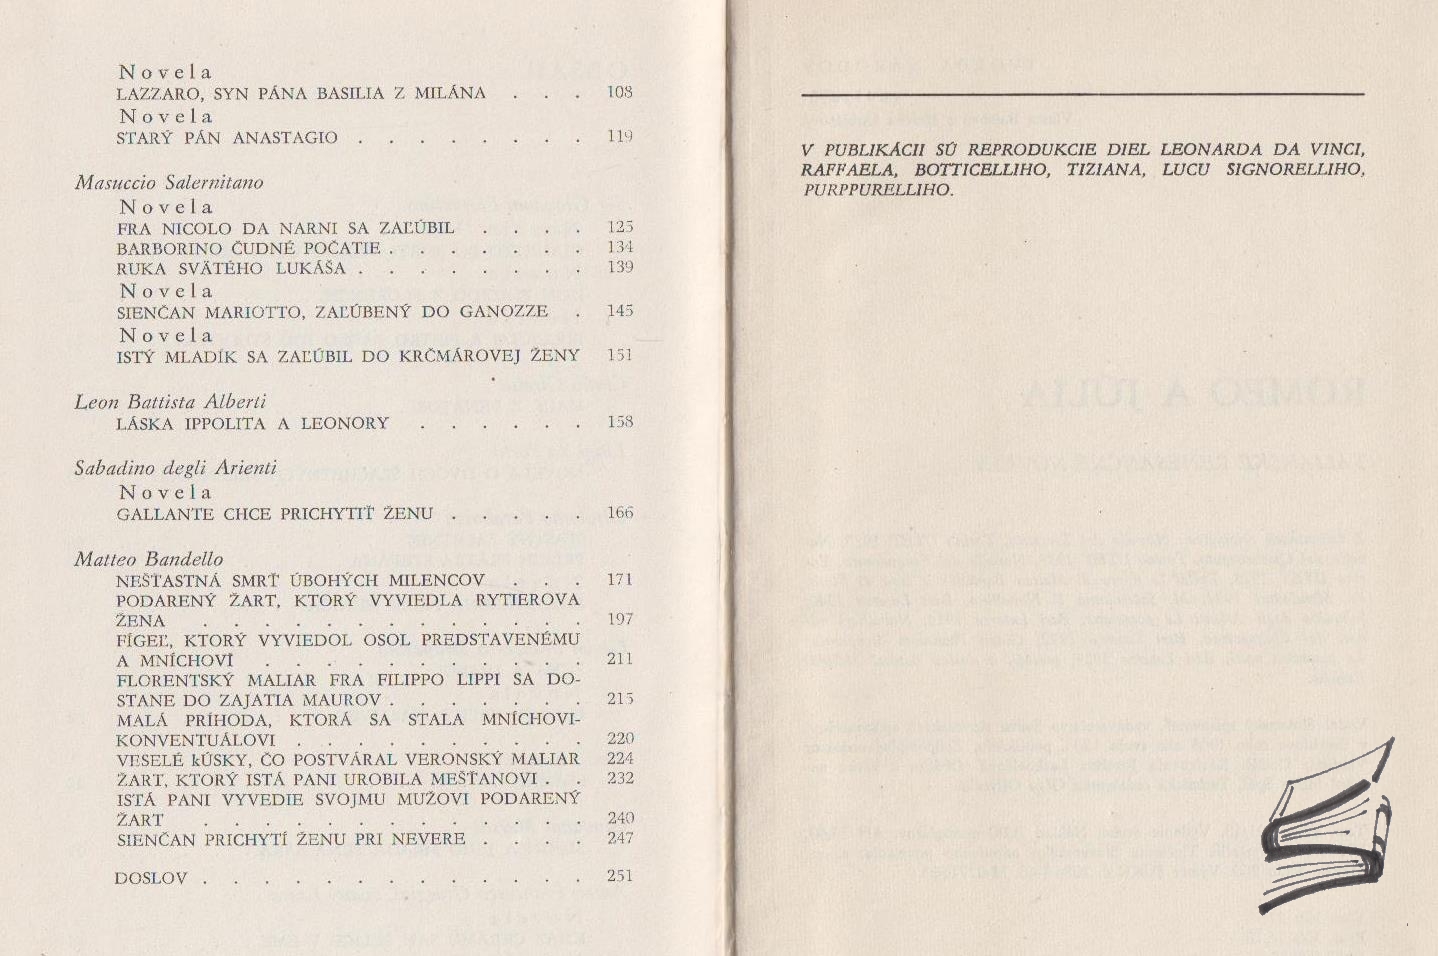 Novela
LAZZARO, SYN PÁNA BASILIA Z MILÁNA . . . 108
Novela
STARÝ PÁN ANASTAGIO . . . . . . . . 119
Masuccio Salernitano
Novela
FRA NICOLO DA NARNI SA ZAĽÚBIL . . . . 125
BARBORINO ČUDNÉ POČATIE . . . . . . . 134
RUKA SVÄTÉHO LUKÁŠA . . . . . . . . 139
Novela
SIENČAN MARIOTTO, ZAĽÚBENÝ DO GANOZZE . 145
Novela
ISTÝ MLADÍK SA ZAĽÚBIL DO KRČMÁROVEJ ŽENY 151
Leon Battista Alberti
LÁSKA IPPOLITA A LEONORY . . . . . . 158
Sabadino degli Arienti
Novela
GALLANTE CHCE PRICHYTIŤ ŽENU . . . . . 166
Matteo Bandello
NEŠŤASTNÁ SMRŤ ÚBOHÝCH MILENCOV . . . 171
PODARENÝ ŽART, KTORÝ VYVIEDLA RYTIEROVA
ŽENA . . . . . . . . . . . . . 197
FÍGEĽ, KTORÝ VYVIEDOL OSOL PREDSTAVENÉMU
A MNÍCHOVI . . . . . . . . . . . 211
FLORENTSKÝ MALIAR FRA FILIPPO LIPPI SA DO-
STANE DO ZAJATIA MAUROV . . . . . . . 215
MALÁ PRÍHODA, KTORÁ SA STALA MNÍCHOVI-
KONVENTUÁLOVI . . . . . . . . . . 220
VESELÉ kÚSKY, ČO POSTVÁRAL VERONSKÝ MALIAR 224
ŽART, KTORÝ ISTÁ PANI UROBILA MEŠŤANOVI . . 232
ISTÁ PANI VYVEDIE SVOJMU MUŽOVI PODARENÝ
ŽART . . . . . . . . . . . . . 240
SIENČAN PRICHYTÍ ŽENU PRI NEVERE . . . . 247
DOSLOV . . . . . . . . . . . . . 251
V PUBLIKÁCII SÚ REPRODUKCIE DIEL LEONARDA DA VINCI,
RAFFAELA, BOTTICELLIHO, TIZIANA, LUCU SIGNORELLIHO,
PURPPURELLIHO.